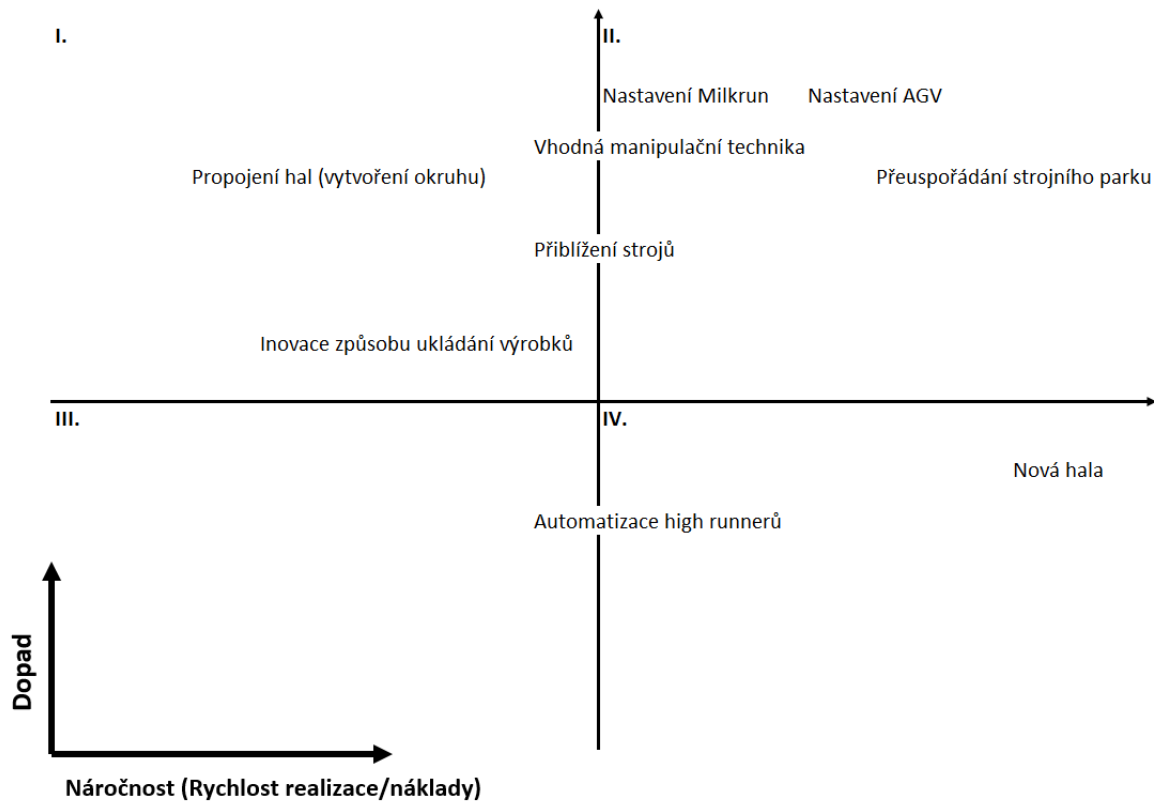 I.
II.
Nastavení Milkrun
Nastavení AGV
Vhodná manipulační technika
Propojení hal (vytvoření okruhu)
Přeuspořádání strojního parku
Přiblížení strojů
Inovace způsobu ukládání výrobků
III.
IV.
Nová hala
Automatizace high runnerů
Dopad
Náročnost (Rychlost realizace/náklady)